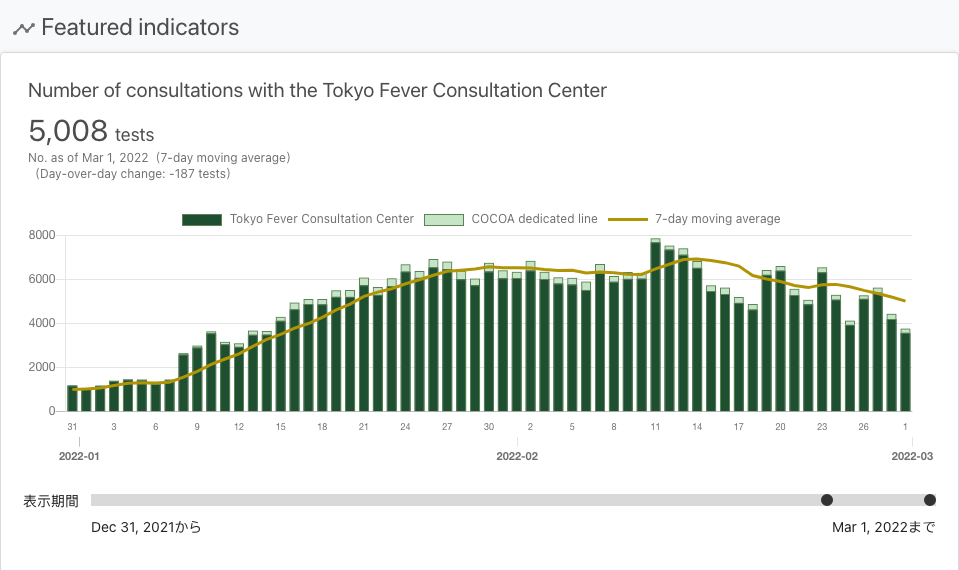 Featured indicators
Number of consultations with the Tokyo Fever Consultation Center
5,008 tests
No. as of Mar 1, 2022（7-day moving average）
（Day-over-day change: -187 tests）
Tokyo Fever Consultation Center COCOA dedicated line 7-day moving average
8000
6000
4000
2000
0
31 3 6 9 12 15 18 21 24 27 30 2 5 8 11 14 17 20 23 26 1
2022-01 2022-02 2022-03
表示期間
Dec 31, 2021から Mar 1, 2022まで